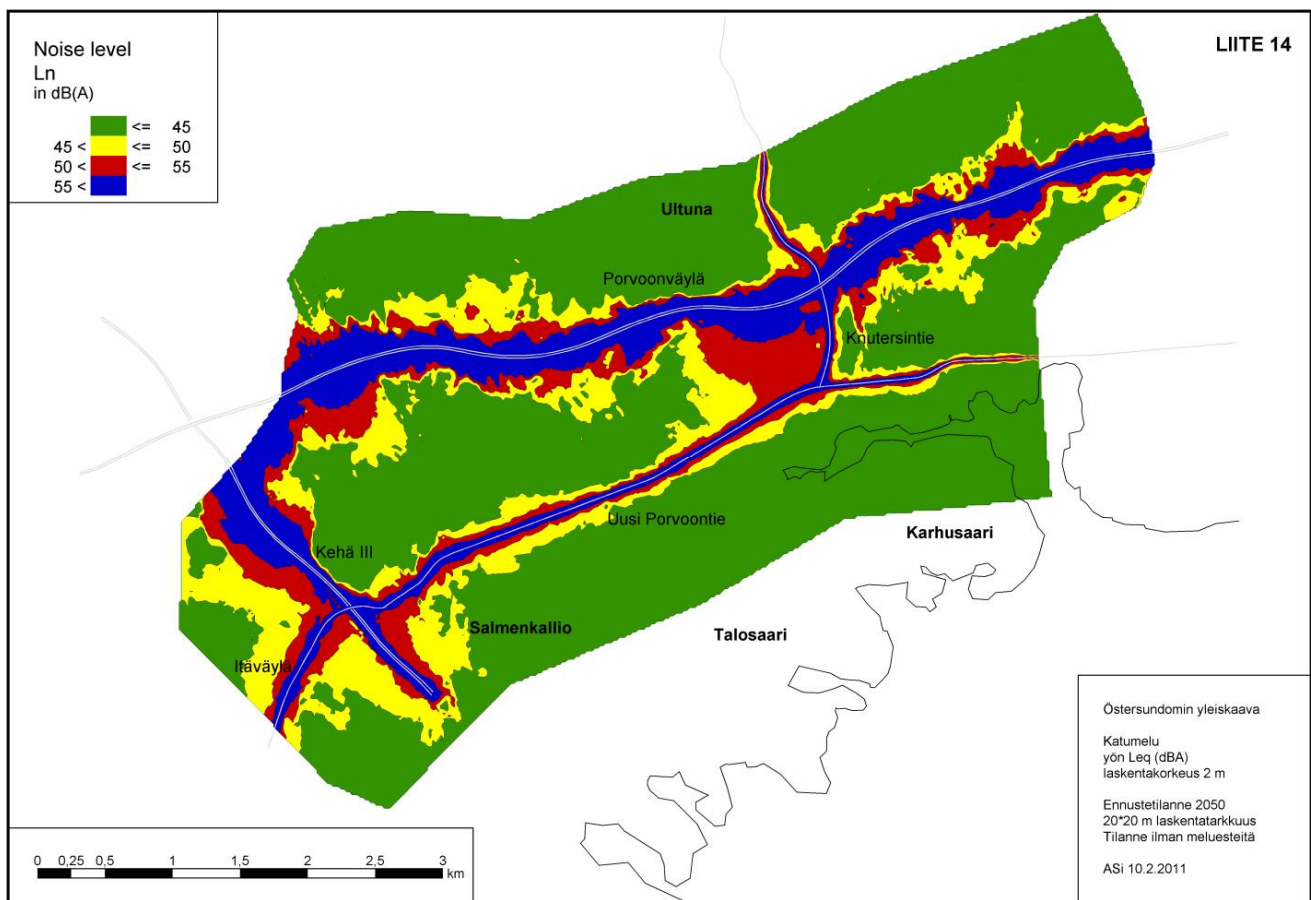 Noise level
Ln
in dB(A)
<= 45
45 < <= 50
50 < <= 55
55 <
LIITE 14
Ultuna
Porvoonväylä
Knutersintie
Uusi Porvoontie
Karhusaari
Kehä III
Salmenkallio
Talosaari
Itäväylä
Östersundomin yleiskaava
Katumelu
yön Leq (dBA)
laskentakorkeus 2 m
Ennustetilanne 2050
20*20 m laskentatarkkuus
Tilanne ilman meluesteitä
ASi 10.2.2011
0 0,25 0,5 1 1,5 2 2,5 3
km